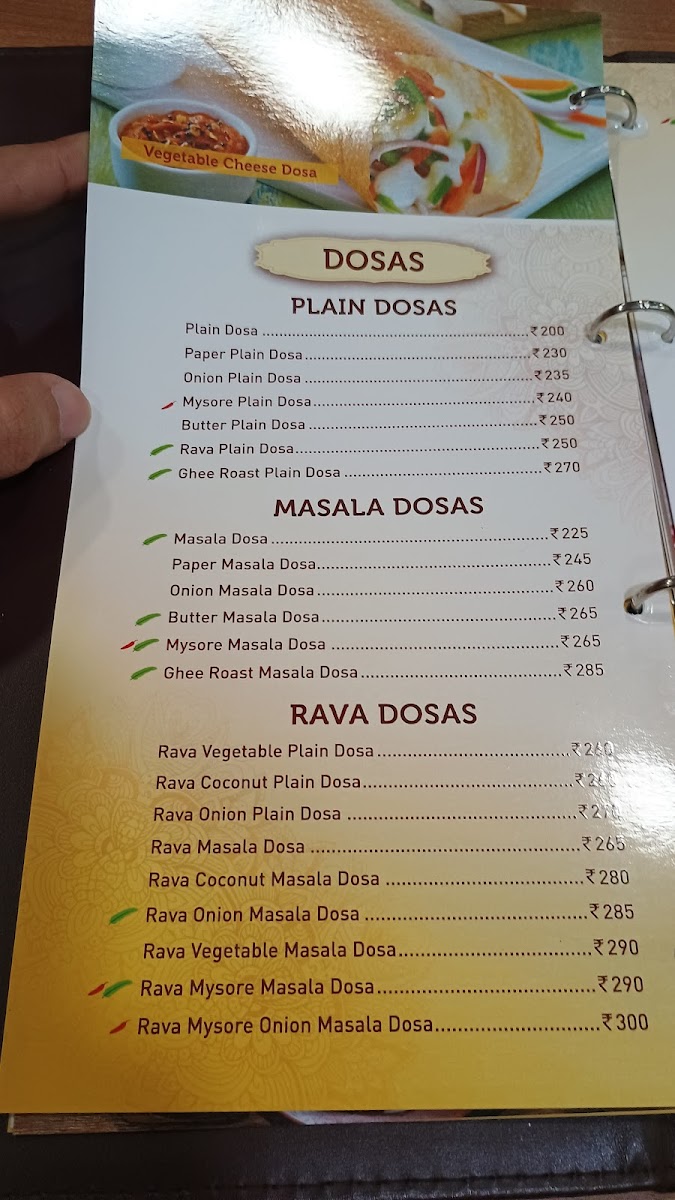 Vegetable Cheese Dosa
DOSAS
PLAIN DOSAS
Plain Dosa ..............................................................₹200
Paper Plain Dosa.....................................................₹230
Onion Plain Dosa .....................................................₹235
Mysore Plain Dosa....................................................₹240
Butter Plain Dosa .....................................................₹250
Rava Plain Dosa.........................................................₹250
Ghee Roast Plain Dosa ..............................................₹270
MASALA DOSAS
Masala Dosa ..............................................................₹225
Paper Masala Dosa.....................................................₹245
Onion Masala Dosa......................................................₹260
Butter Masala Dosa.....................................................₹265
Mysore Masala Dosa ...................................................₹265
Ghee Roast Masala Dosa.............................................₹285
RAVA DOSAS
Rava Vegetable Plain Dosa.........................................₹260
Rava Coconut Plain Dosa............................................
Rava Onion Plain Dosa ................................................₹270
Rava Masala Dosa .......................................................₹265
Rava Coconut Masala Dosa ........................................₹280
Rava Onion Masala Dosa .............................................₹285
Rava Vegetable Masala Dosa.......................................₹290
Rava Mysore Masala Dosa............................................₹290
Rava Mysore Onion Masala Dosa.................................₹300